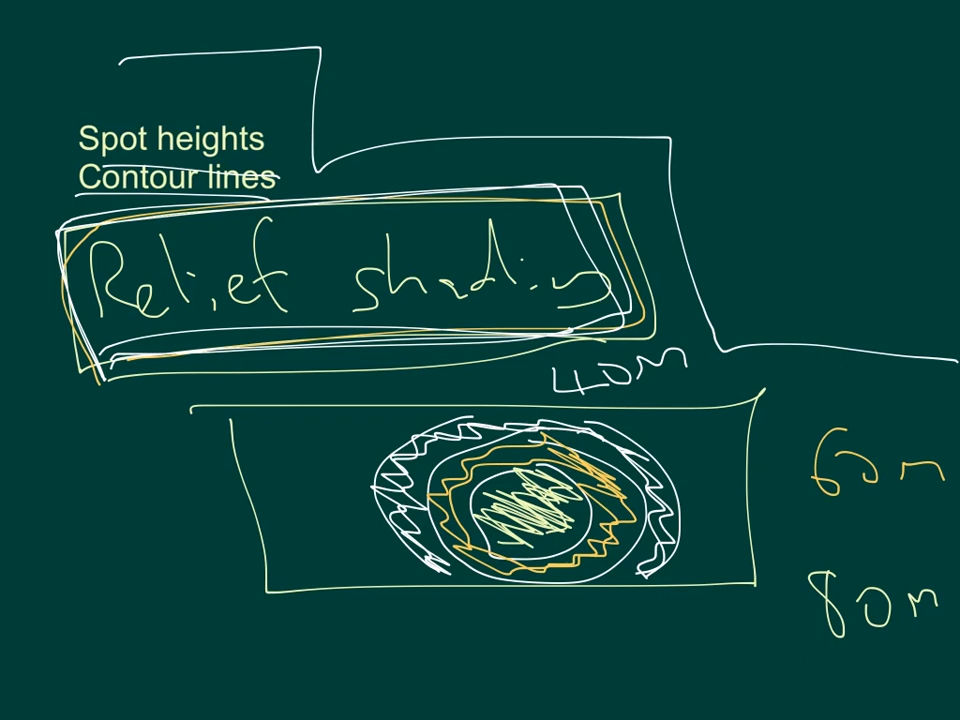 Spot heights
Contour lines
Relief shading
40m
60m
80m